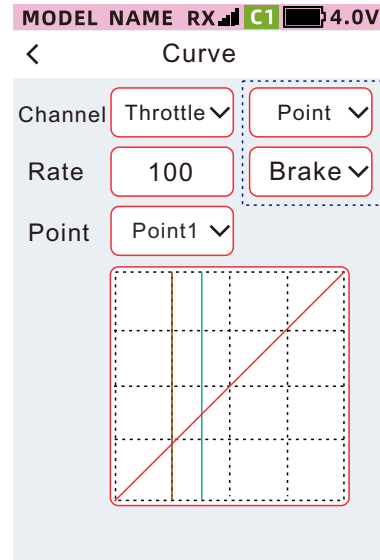 MODEL NAME RX C1 4.0V
Curve
Channel Throttle Point
Rate 100 Brake
Point Point1